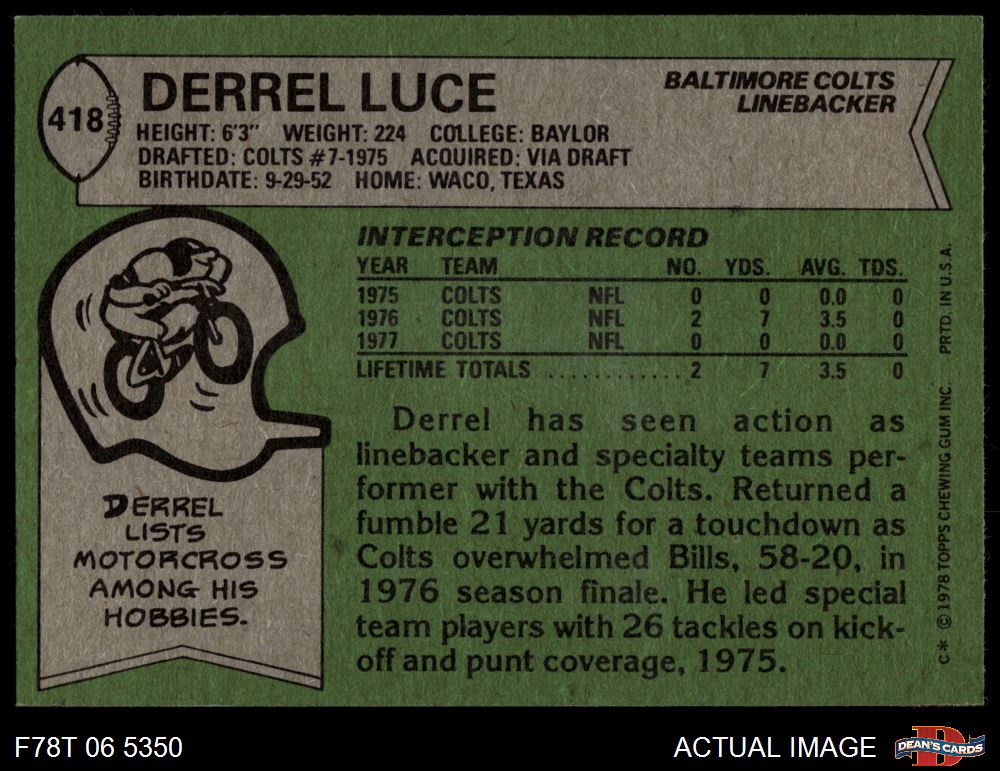 418
DERREL LUCE
BALTIMORE COLTS
LINEBACKER
HEIGHT: 6'3" WEIGHT: 224 COLLEGE: BAYLOR
DRAFTED: COLTS #7-1975 ACQUIRED: VIA DRAFT
BIRTHDATE: 9-29-52 HOME: WACO, TEXAS
INTERCEPTION RECORD
YEAR TEAM NO. YDS. AVG. TDS.
1975 COLTS NFL 0 0 0.0 0
1976 COLTS NFL 2 7 3.5 0
1977 COLTS NFL 0 0 0.0 0
LIFETIME TOTALS ............ 2 7 3.5 0
Derrel has seen action as
linebacker and specialty teams per-
former with the Colts. Returned a
fumble 21 yards for a touchdown as
Colts overwhelmed Bills, 58-20, in
1976 season finale. He led special
team players with 26 tackles on kick-
off and punt coverage, 1975.
DERREL
LISTS
MOTORCROSS
AMONG HIS
HOBBIES.
C* © 1978 TOPPS CHEWING GUM INC. PRTD. IN U.S.A.
F78T 06 5350
ACTUAL IMAGE
D
DEAN'S CARDS